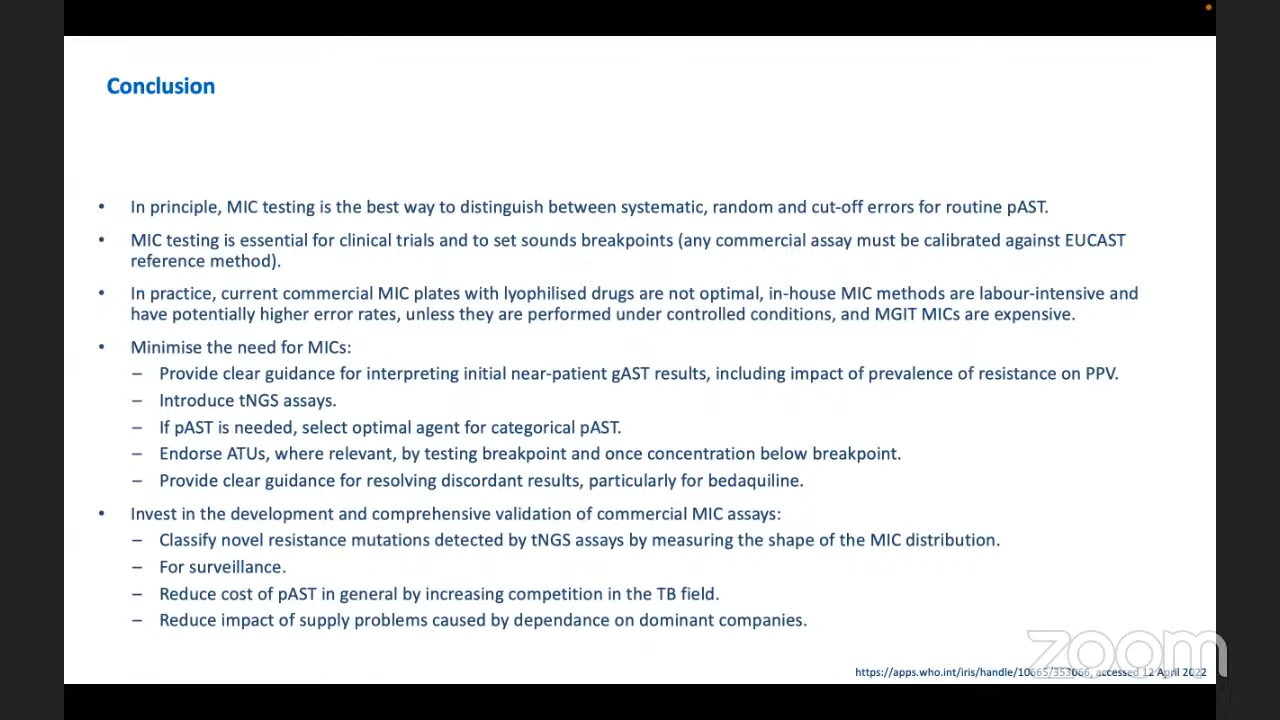 Conclusion
• In principle, MIC testing is the best way to distinguish between systematic, random and cut-off errors for routine pAST.
• MIC testing is essential for clinical trials and to set sounds breakpoints (any commercial assay must be calibrated against EUCAST
reference method).
• In practice, current commercial MIC plates with lyophilised drugs are not optimal, in-house MIC methods are labour-intensive and
have potentially higher error rates, unless they are performed under controlled conditions, and MGIT MICs are expensive.
• Minimise the need for MICs:
– Provide clear guidance for interpreting initial near-patient gAST results, including impact of prevalence of resistance on PPV.
– Introduce tNGS assays.
– If pAST is needed, select optimal agent for categorical pAST.
– Endorse ATUs, where relevant, by testing breakpoint and once concentration below breakpoint.
– Provide clear guidance for resolving discordant results, particularly for bedaquiline.
• Invest in the development and comprehensive validation of commercial MIC assays:
– Classify novel resistance mutations detected by tNGS assays by measuring the shape of the MIC distribution.
– For surveillance.
– Reduce cost of pAST in general by increasing competition in the TB field.
– Reduce impact of supply problems caused by dependance on dominant companies.
zoom
https://apps.who.int/iris/handle/10665/353066, accessed 12 April 2022